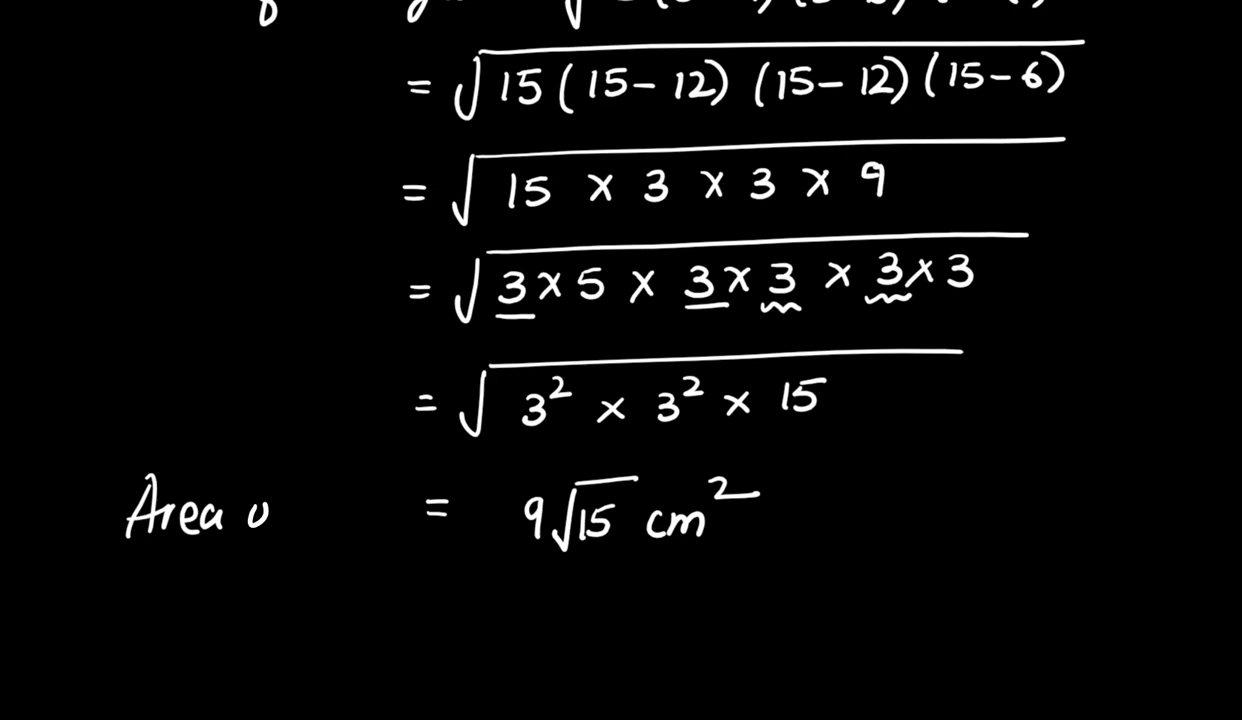 = √15(15-12) (15-12)(15-6)
= √15 × 3 × 3 × 9
= √3×5 × 3×3 × 3×3
= √3² × 3² × 15
Area o = 9√15 cm²